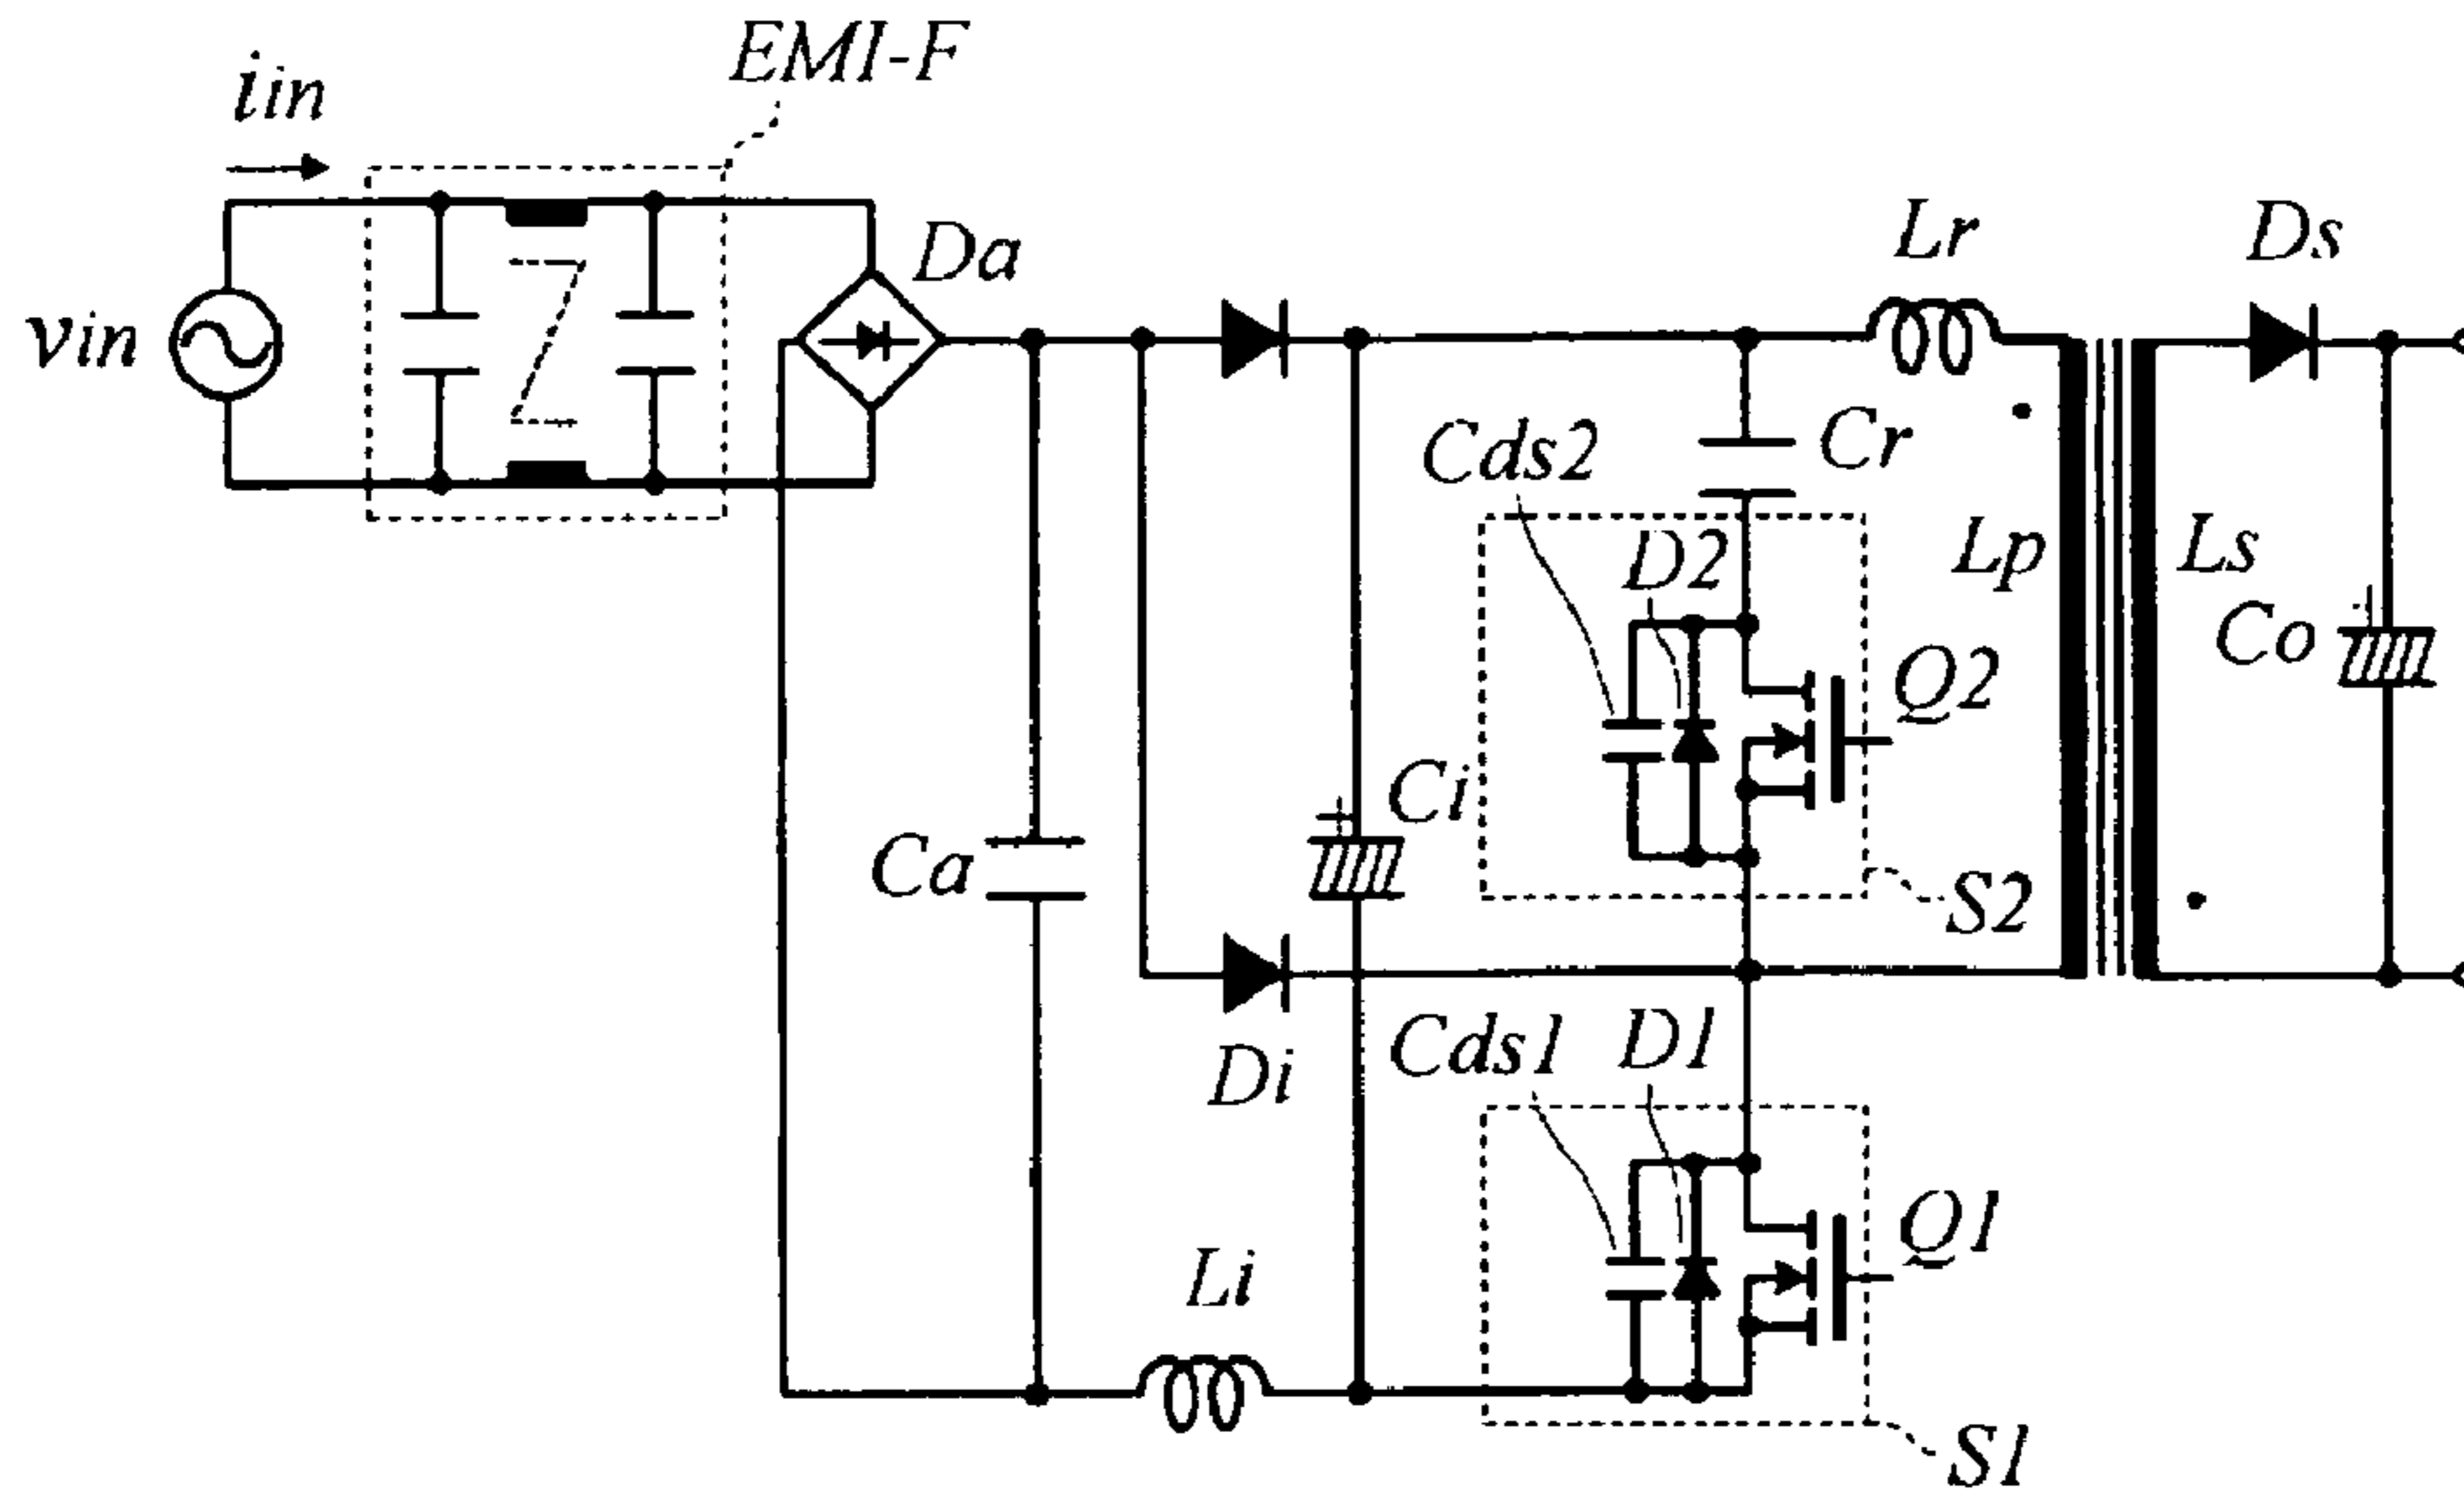 EMI-F
iin
Da
Lr
Ds
vin
Cds2
Cr
D2
Lp
Ls
Co
Q2
Ci
Ca
S2
Cds1
D1
Di
Q1
Li
S1